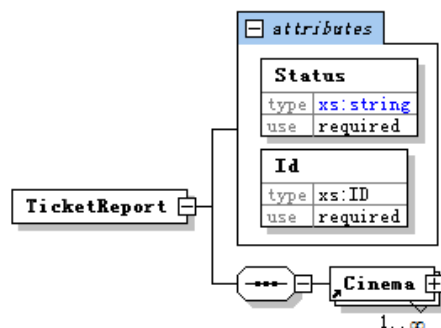 attributes
Status
type xs:string
use required
Id
type xs:ID
use required
TicketReport
Cinema
1..∞